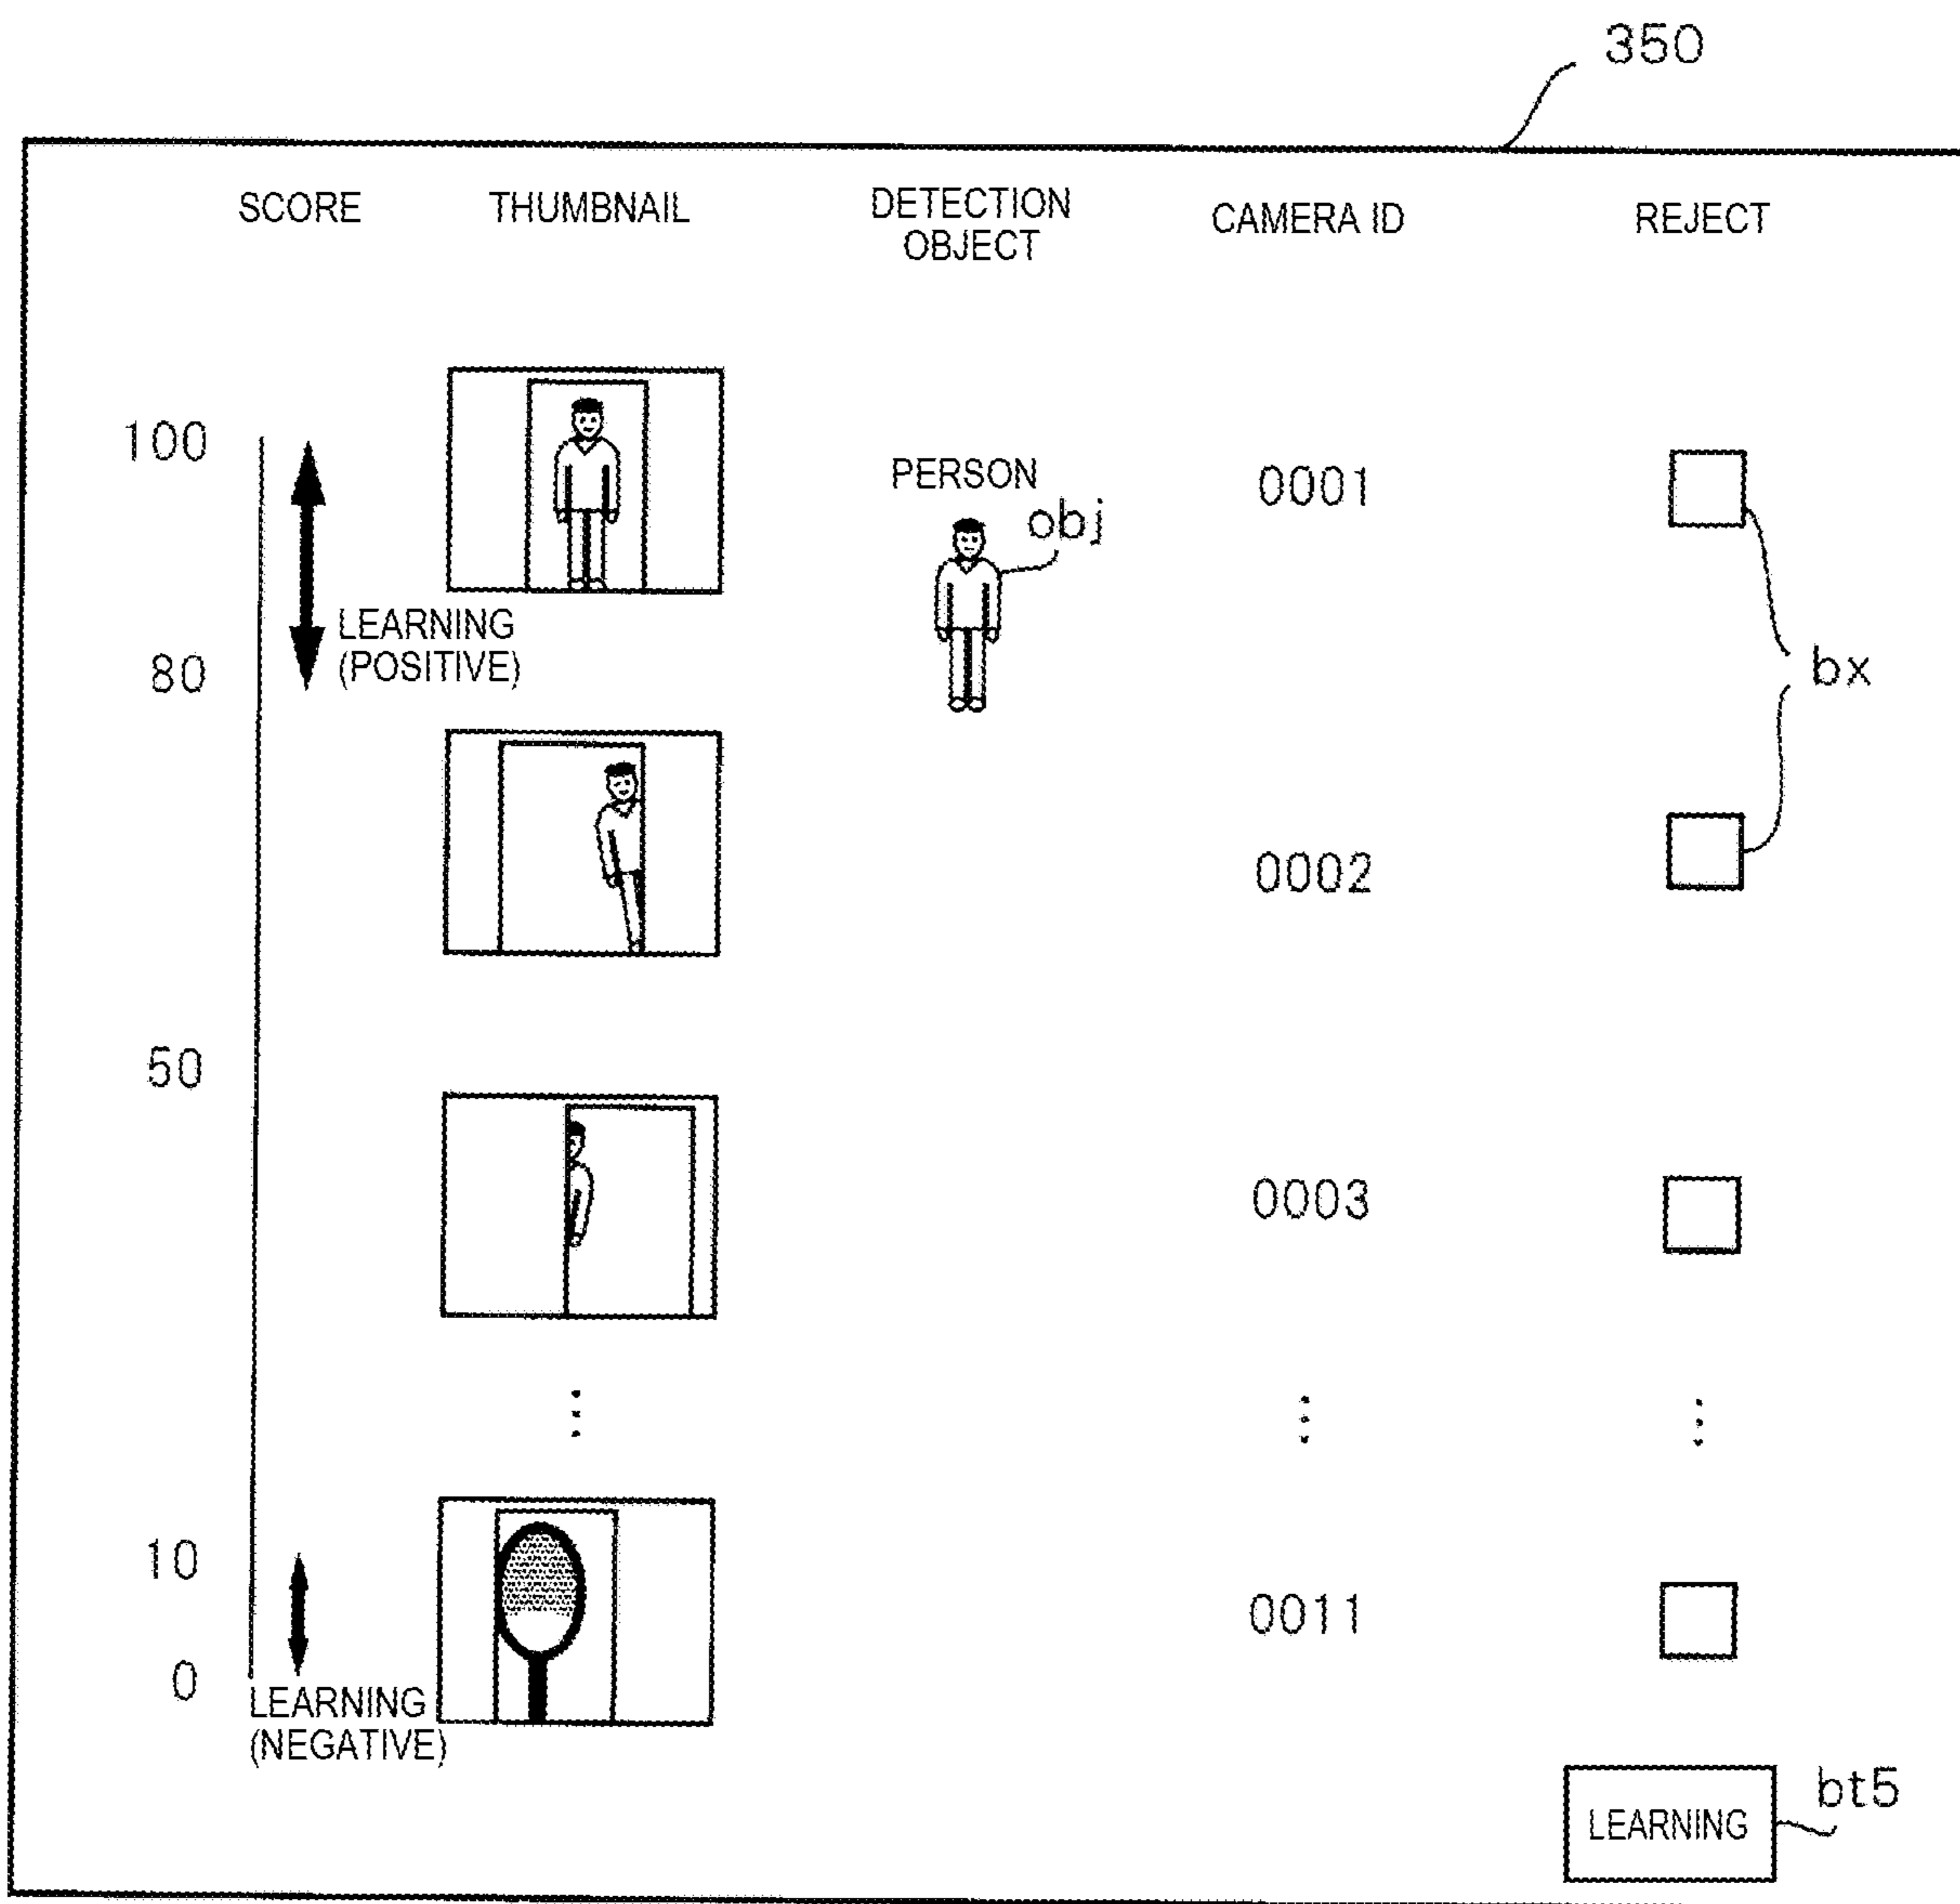 350
SCORE
THUMBNAIL
DETECTION
OBJECT
CAMERA ID
REJECT
100
PERSON
obj
0001
LEARNING
(POSITIVE)
80
bx
0002
50
0003
10
0011
0
LEARNING
(NEGATIVE)
LEARNING
bt5